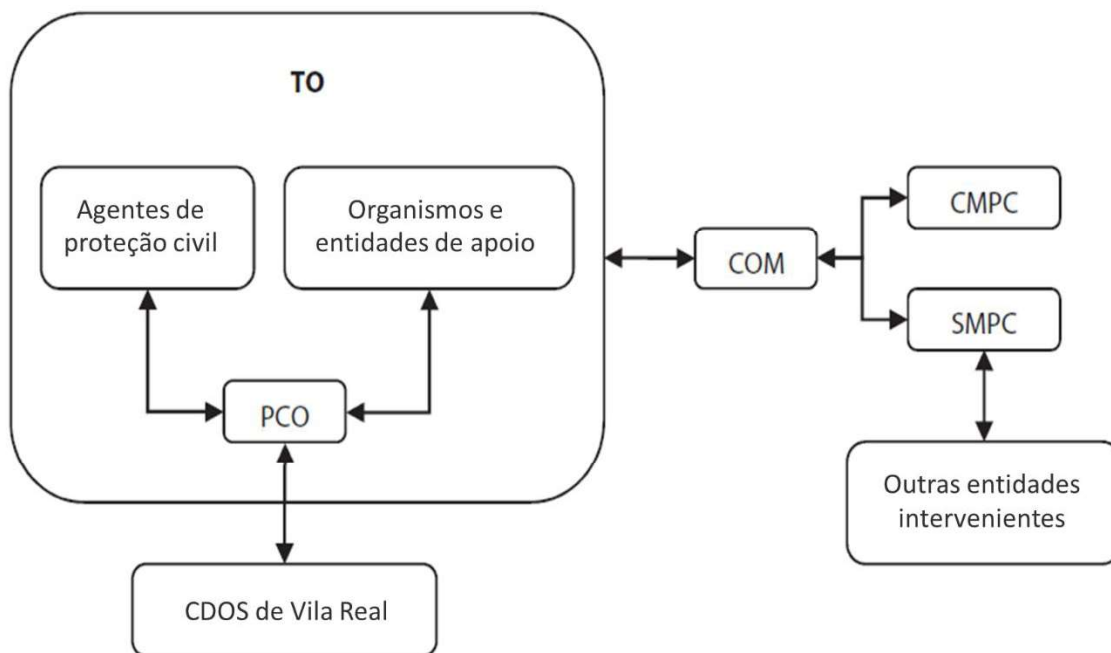 TO
Agentes de
proteção civil
Organismos e
entidades de apoio
PCO
CDOS de Vila Real
COM
CMPC
SMPC
Outras entidades
intervenientes